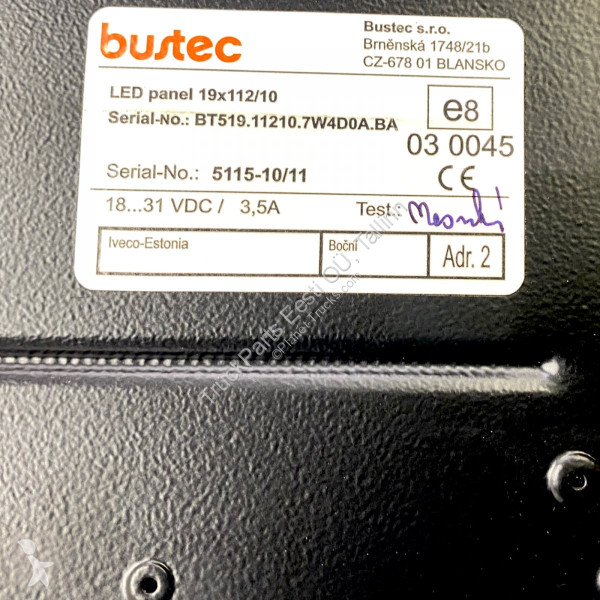 bustec
Bustec s.r.o.
Brněnská 1748/21b
CZ-678 01 BLANSKO
LED panel 19x112/10
Serial-No.: BT519.11210.7W4D0A.BA
e8
03 0045
Serial-No.: 5115-10/11
CE
18...31 VDC / 3,5A
Test:
Iveco-Estonia
Boční
Adr. 2
Truck Parts Eesti OÜ, Tallinn
©PlanetTrucks.com